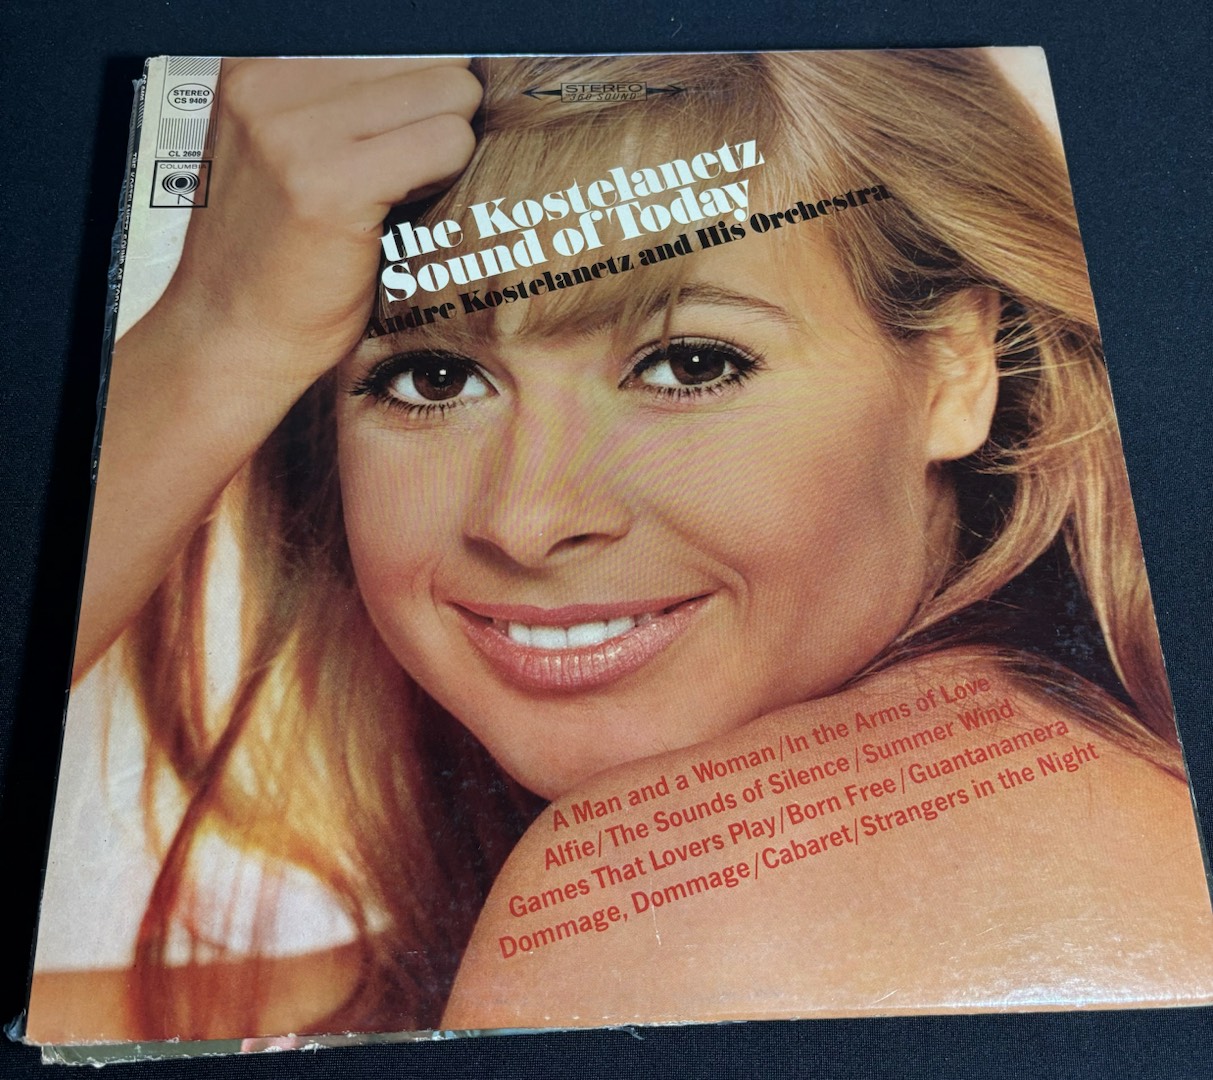 STEREO
CS 9409
CL 2609
COLUMBIA
STEREO
360 SOUND
the Kostelanetz
Sound of Today
Andre Kostelanetz and His Orchestra
A Man and a Woman/In the Arms of Love
Alfie/The Sounds of Silence/Summer Wind
Games That Lovers Play/Born Free/Guantanamera
Dommage, Dommage/Cabaret/Strangers in the Night